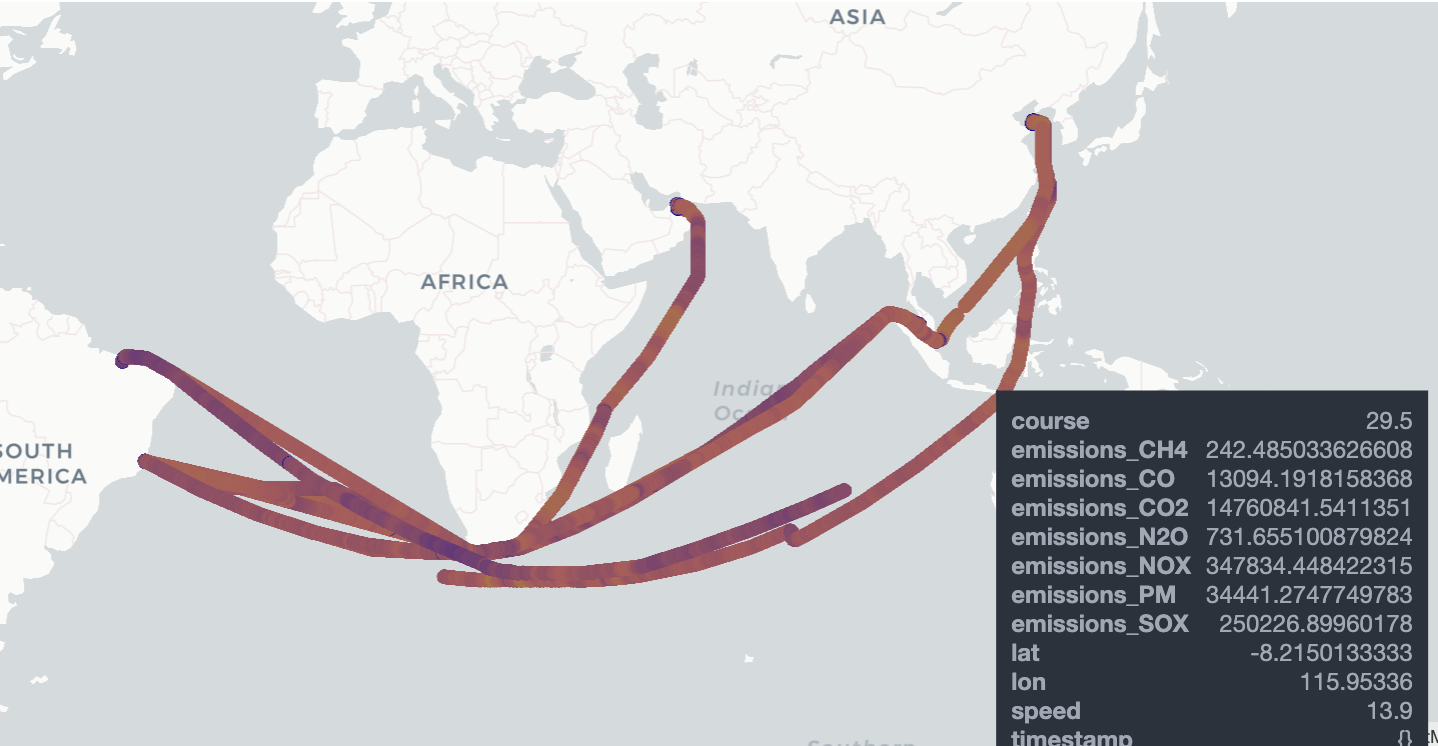 ASIA
AFRICA
Indian
Oc
SOUTH
MERICA
course 29.5
emissions_CH4 242.485033626608
emissions_CO 13094.1918158368
emissions_CO2 14760841.5411351
emissions_N2O 731.655100879824
emissions_NOX 347834.448422315
emissions_PM 34441.2747749783
emissions_SOX 250226.89960178
lat -8.2150133333
lon 115.95336
speed 13.9
timestamp {}
Southern